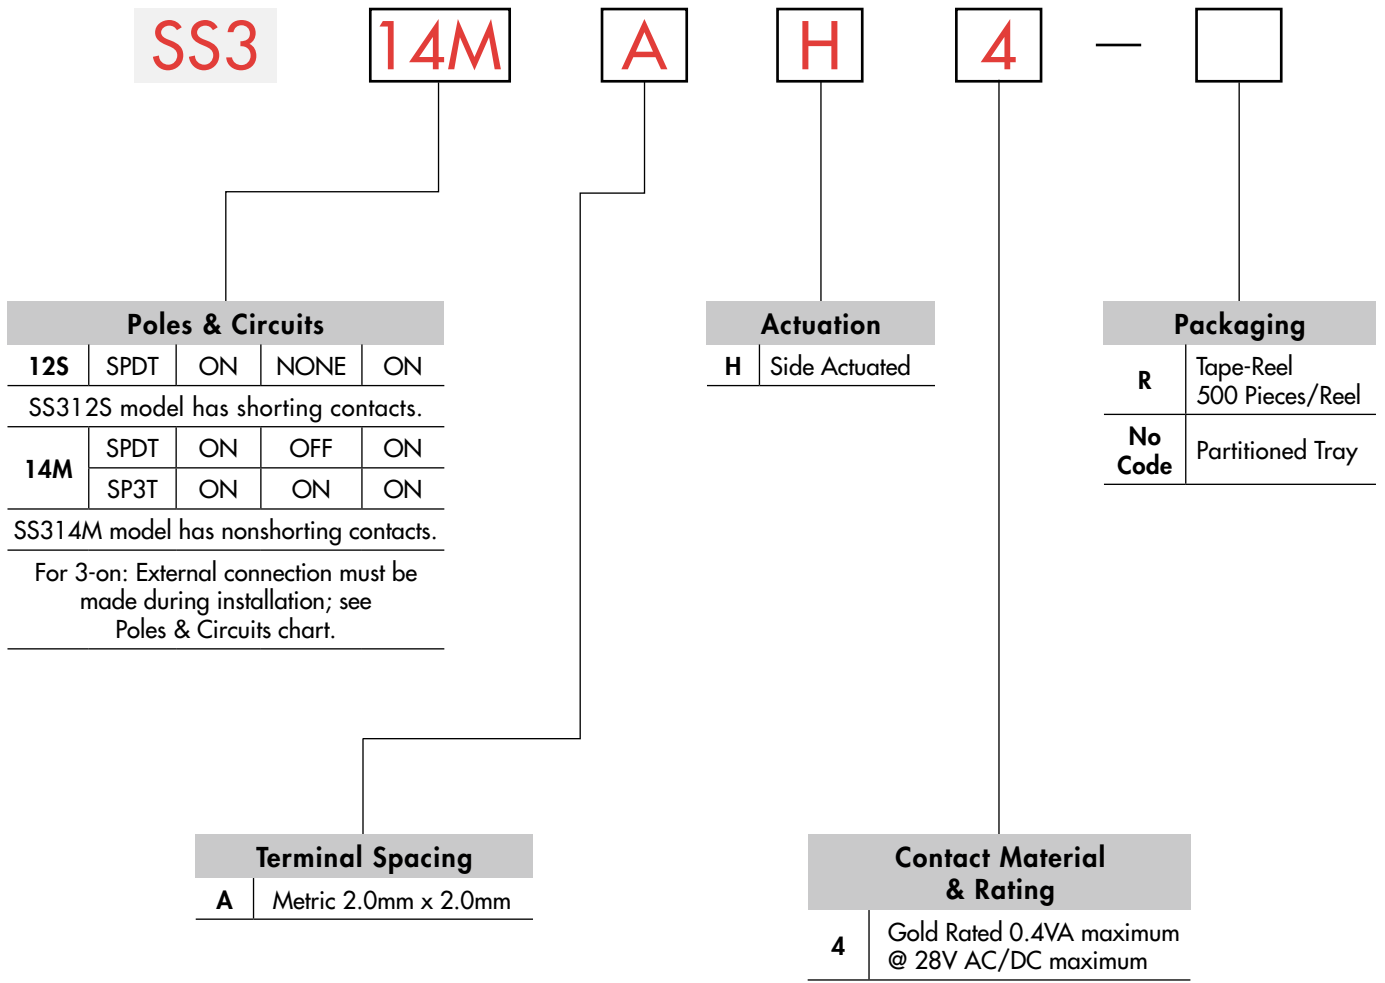 SS3 14M A H 4 —
Poles & Circuits
12S SPDT ON NONE ON
SS312S model has shorting contacts.
14M SPDT ON OFF ON
SP3T ON ON ON
SS314M model has nonshorting contacts.
For 3-on: External connection must be
made during installation; see
Poles & Circuits chart.
Actuation
H Side Actuated
Packaging
R Tape-Reel
500 Pieces/Reel
No
Code Partitioned Tray
Terminal Spacing
A Metric 2.0mm x 2.0mm
Contact Material
& Rating
4 Gold Rated 0.4VA maximum
@ 28V AC/DC maximum